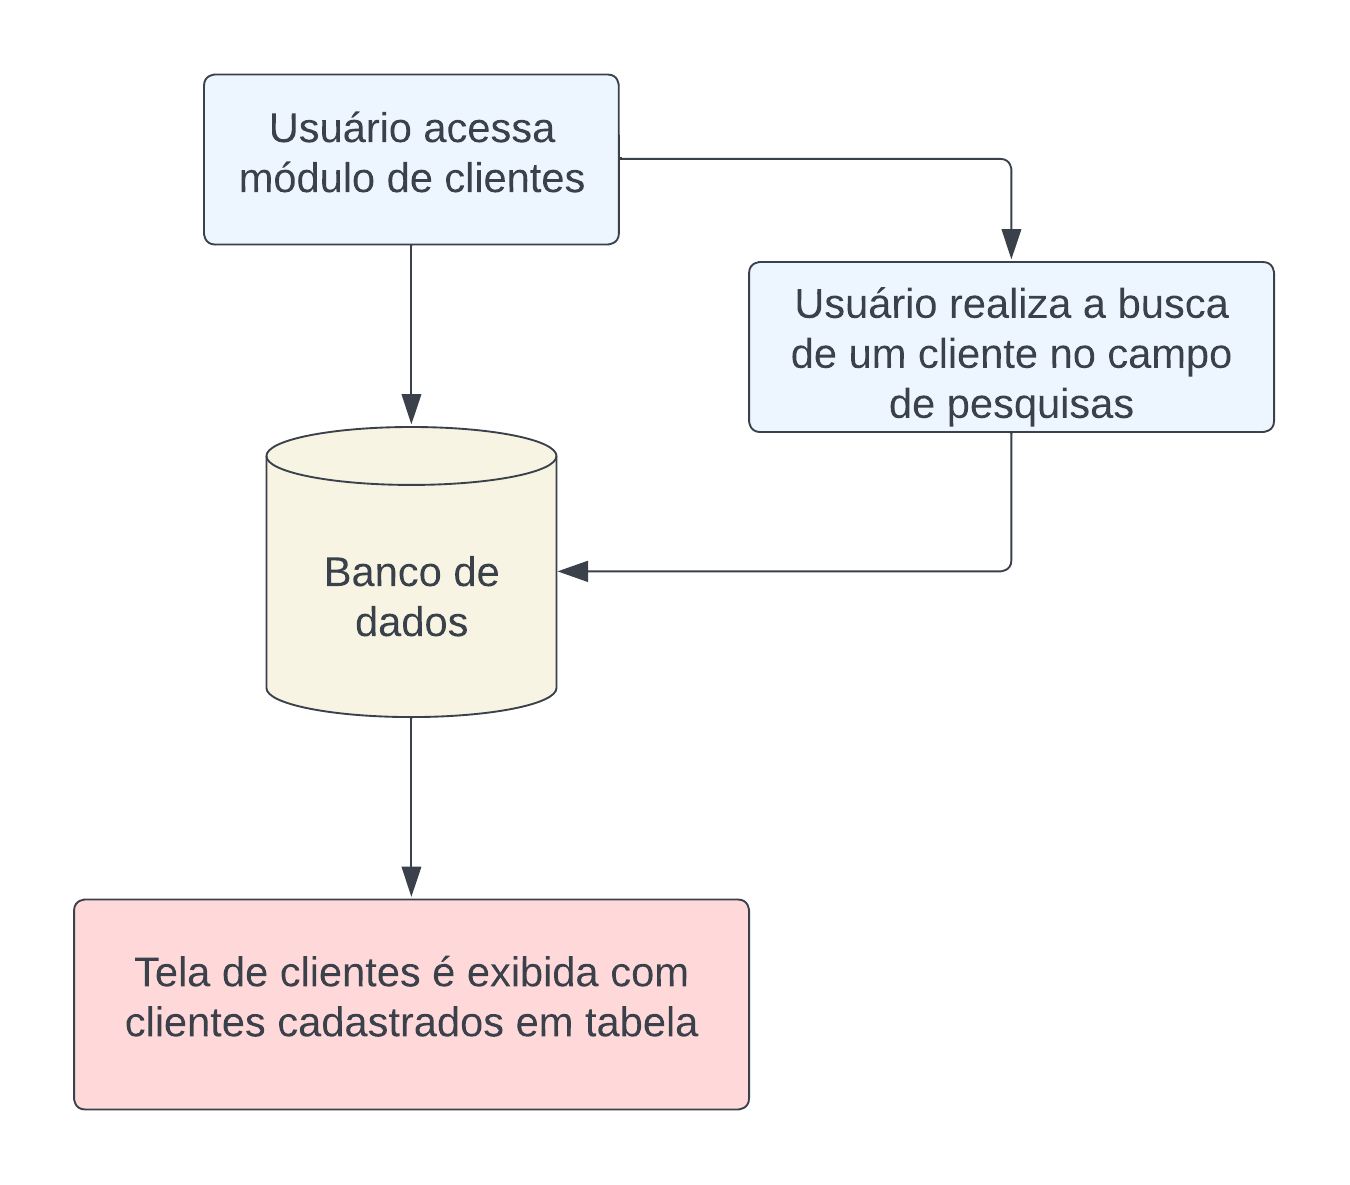 Usuário acessa
módulo de clientes
Usuário realiza a busca
de um cliente no campo
de pesquisas
Banco de
dados
Tela de clientes é exibida com
clientes cadastrados em tabela